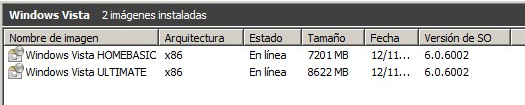 Windows Vista 2 imágenes instaladas
Nombre de imagen Arquitectura Estado Tamaño Fecha Versión de SO
Windows Vista HOMEBASIC x86 En línea 7201 MB 12/11... 6.0.6002
Windows Vista ULTIMATE x86 En línea 8622 MB 12/11... 6.0.6002